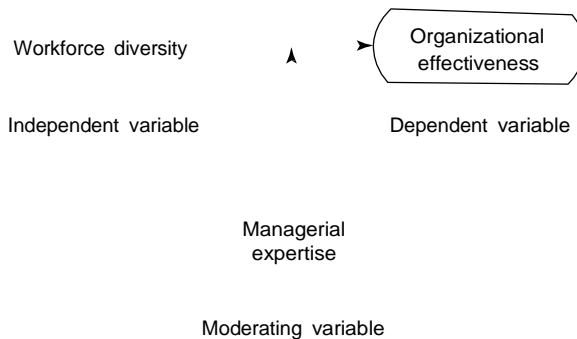 Workforce diversity
Organizational
effectiveness
Independent variable
Dependent variable
Managerial
expertise
Moderating variable